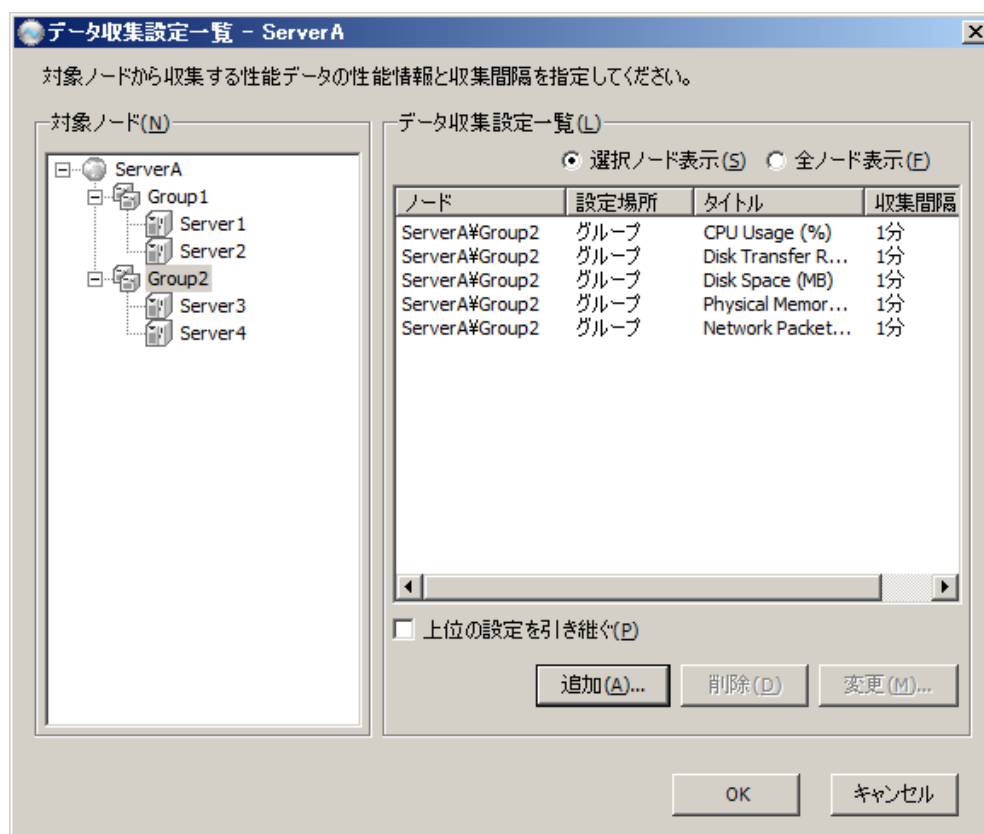 データ収集設定一覧 - ServerA
対象ノードから収集する性能データの性能情報と収集間隔を指定してください。
対象ノード(N)
ServerA
Group1
Server1
Server2
Group2
Server3
Server4
データ収集設定一覧(L)
選択ノード表示(S) 全ノード表示(F)
ノード 設定場所 タイトル 収集間隔
ServerA¥Group2 グループ CPU Usage (%) 1分
ServerA¥Group2 グループ Disk Transfer R... 1分
ServerA¥Group2 グループ Disk Space (MB) 1分
ServerA¥Group2 グループ Physical Memor... 1分
ServerA¥Group2 グループ Network Packet... 1分
上位の設定を引き継ぐ(P)
追加(A)... 削除(D) 変更(M)...
OK キャンセル